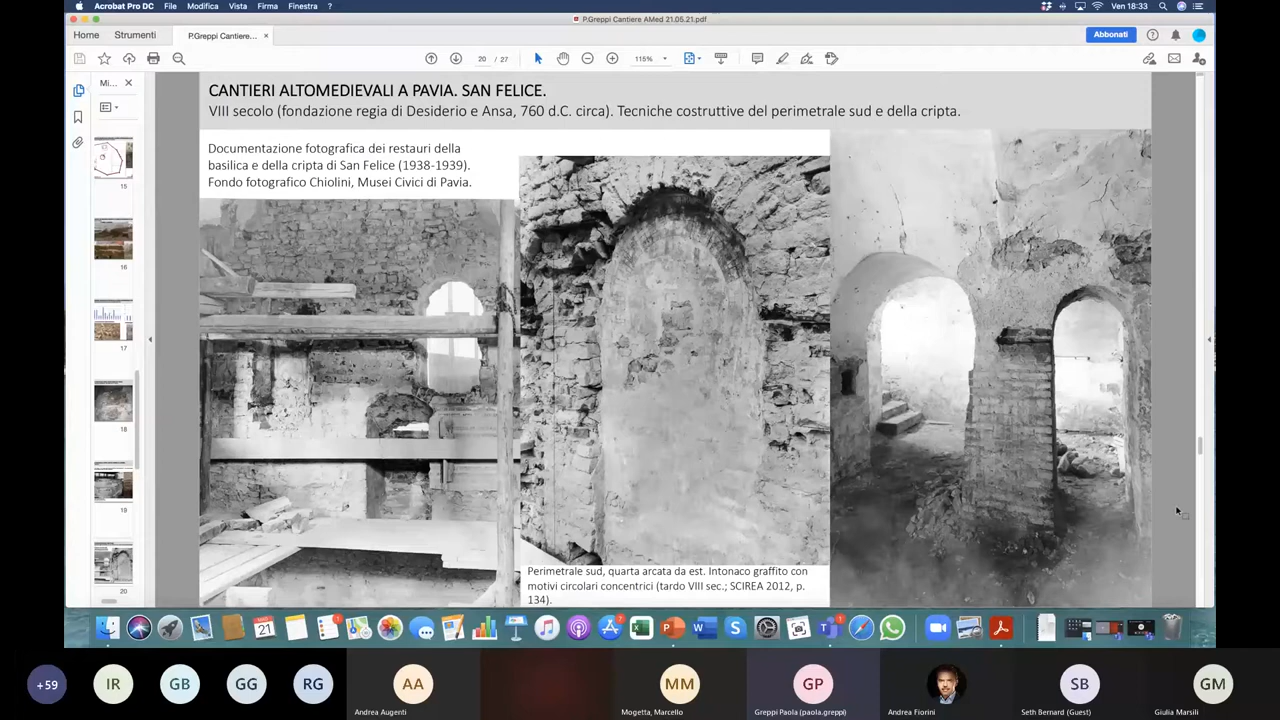 Acrobat Pro DC File Modifica Vista Firma Finestra ?
Ven 18:33
P.Greppi Cantiere AMed 21.05.21.pdf
Home Strumenti P.Greppi Cantiere... ×
Abbonati
20 / 27
115%
Mi...
15
16
17
18
19
20
CANTIERI ALTOMEDIEVALI A PAVIA. SAN FELICE.
VIII secolo (fondazione regia di Desiderio e Ansa, 760 d.C. circa). Tecniche costruttive del perimetrale sud e della cripta.
Documentazione fotografica dei restauri della
basilica e della cripta di San Felice (1938-1939).
Fondo fotografico Chiolini, Musei Civici di Pavia.
Perimetrale sud, quarta arcata da est. Intonaco graffito con
motivi circolari concentrici (tardo VIII sec.; SCIREA 2012, p.
134).
21
+59
IR
GB
GG
RG
AA
Andrea Augenti
MM
Mogetta, Marcello
GP
Greppi Paola (paola.greppi)
Andrea Fiorini
SB
Seth Bernard (Guest)
GM
Giulia Marsili